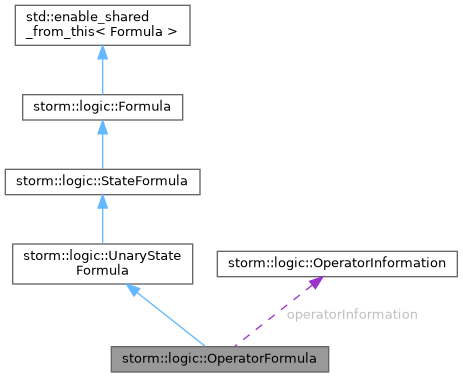 std::enable_shared
_from_this< Formula >
storm::logic::Formula
storm::logic::StateFormula
storm::logic::UnaryState
Formula
storm::logic::OperatorInformation
operatorInformation
storm::logic::OperatorFormula